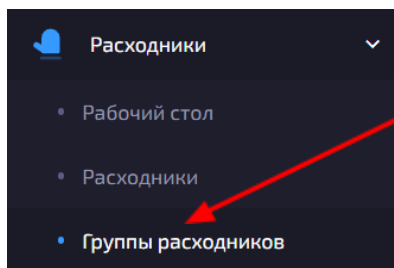 Расходники
Рабочий стол
Расходники
Группы расходников